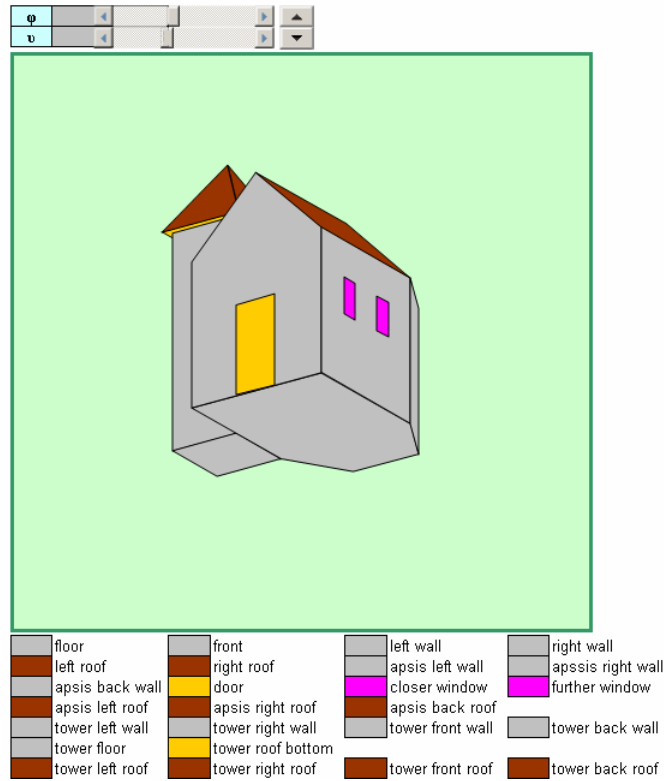 φ
υ
floor front left wall right wall
left roof right roof apsis left wall apssis right wall
apsis back wall door closer window further window
apsis left roof apsis right roof apsis back roof
tower left wall tower right wall tower front wall tower back wall
tower floor tower roof bottom
tower left roof tower right roof tower front roof tower back roof